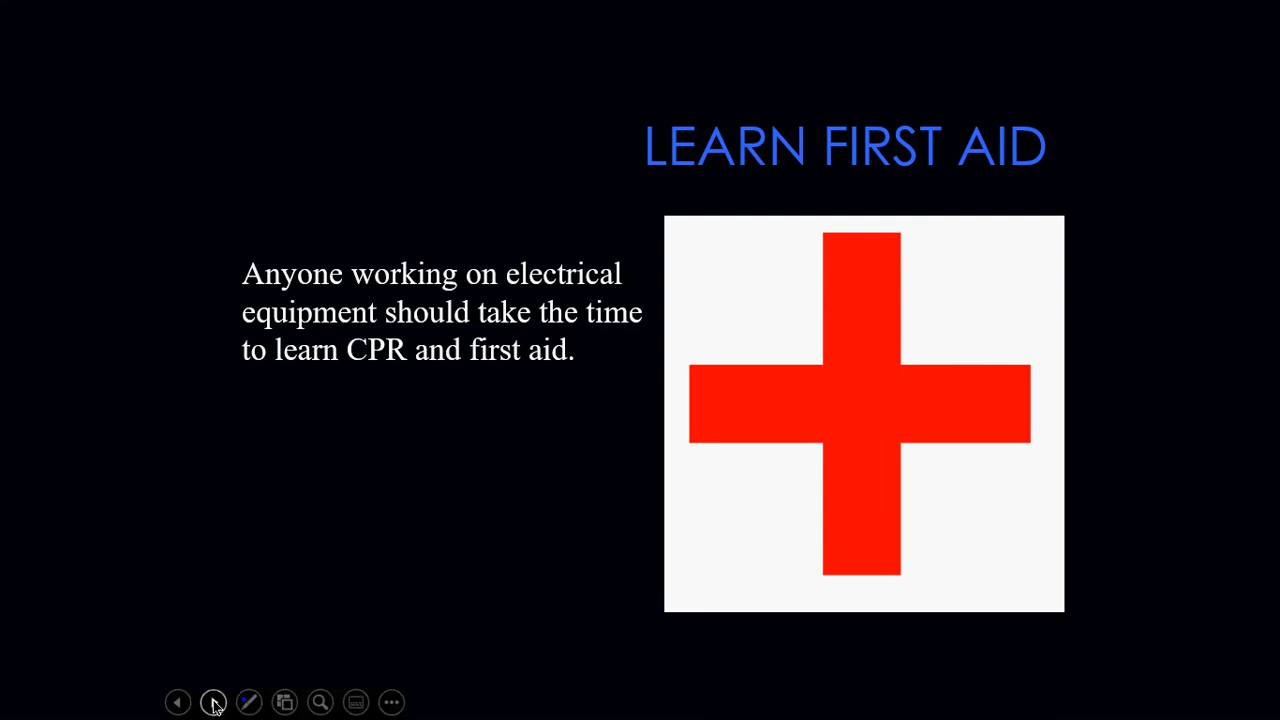 LEARN FIRST AID
Anyone working on electrical
equipment should take the time
to learn CPR and first aid.